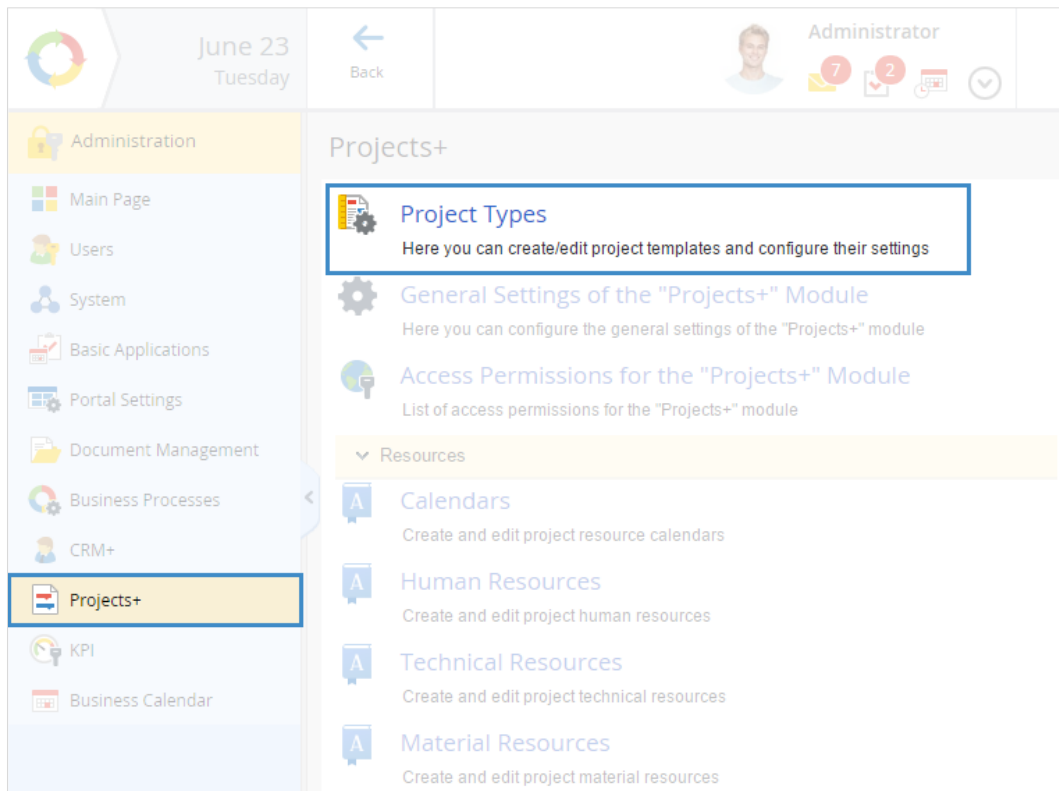 June 23
Tuesday
Back
Administrator
7
2
Administration
Main Page
Users
System
Basic Applications
Portal Settings
Document Management
Business Processes
CRM+
Projects+
KPI
Business Calendar
Projects+
Project Types
Here you can create/edit project templates and configure their settings
General Settings of the "Projects+" Module
Here you can configure the general settings of the "Projects+" module
Access Permissions for the "Projects+" Module
List of access permissions for the "Projects+" module
Resources
A
Calendars
Create and edit project resource calendars
A
Human Resources
Create and edit project human resources
A
Technical Resources
Create and edit project technical resources
A
Material Resources
Create and edit project material resources